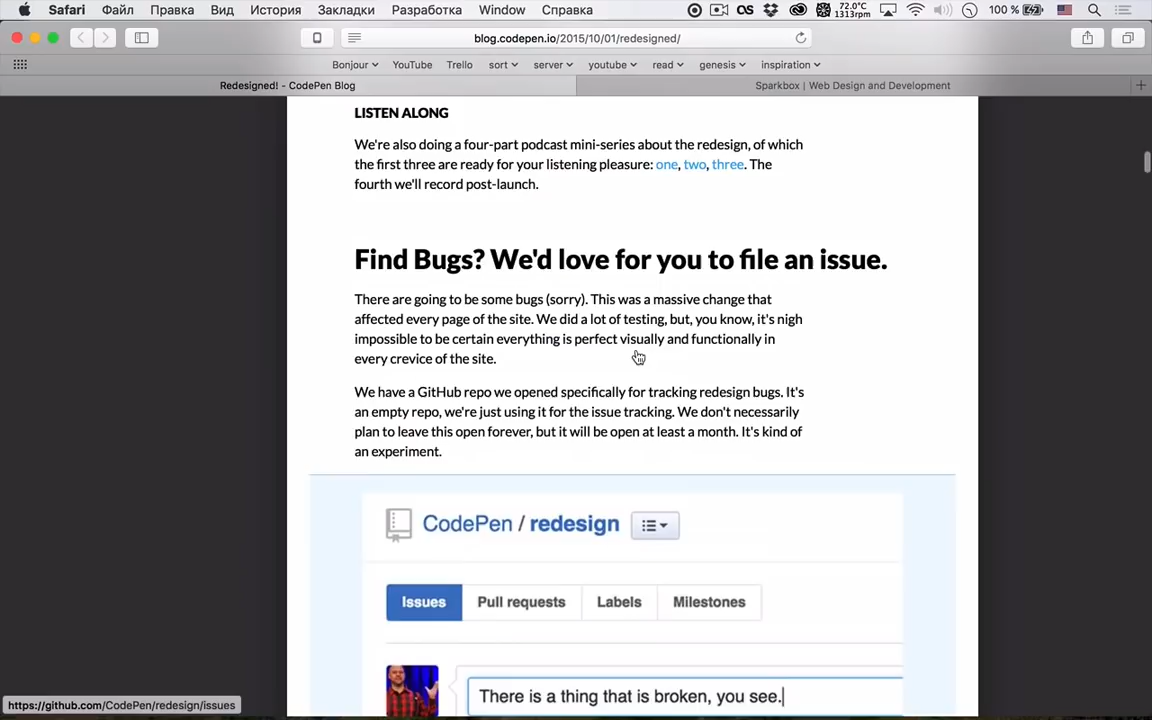 Safari Файл Правка Вид История Закладки Разработка Window Справка 72.0°C 1313rpm 100 %
blog.codepen.io/2015/10/01/redesigned/
Bonjour YouTube Trello sort server youtube read genesis inspiration
Redesigned! - CodePen Blog Sparkbox | Web Design and Development
LISTEN ALONG
We're also doing a four-part podcast mini-series about the redesign, of which
the first three are ready for your listening pleasure: one, two, three. The
fourth we'll record post-launch.
Find Bugs? We'd love for you to file an issue.
There are going to be some bugs (sorry). This was a massive change that
affected every page of the site. We did a lot of testing, but, you know, it's nigh
impossible to be certain everything is perfect visually and functionally in
every crevice of the site.
We have a GitHub repo we opened specifically for tracking redesign bugs. It's
an empty repo, we're just using it for the issue tracking. We don't necessarily
plan to leave this open forever, but it will be open at least a month. It's kind of
an experiment.
CodePen / redesign
Issues Pull requests Labels Milestones
There is a thing that is broken, you see.
https://github.com/CodePen/redesign/issues